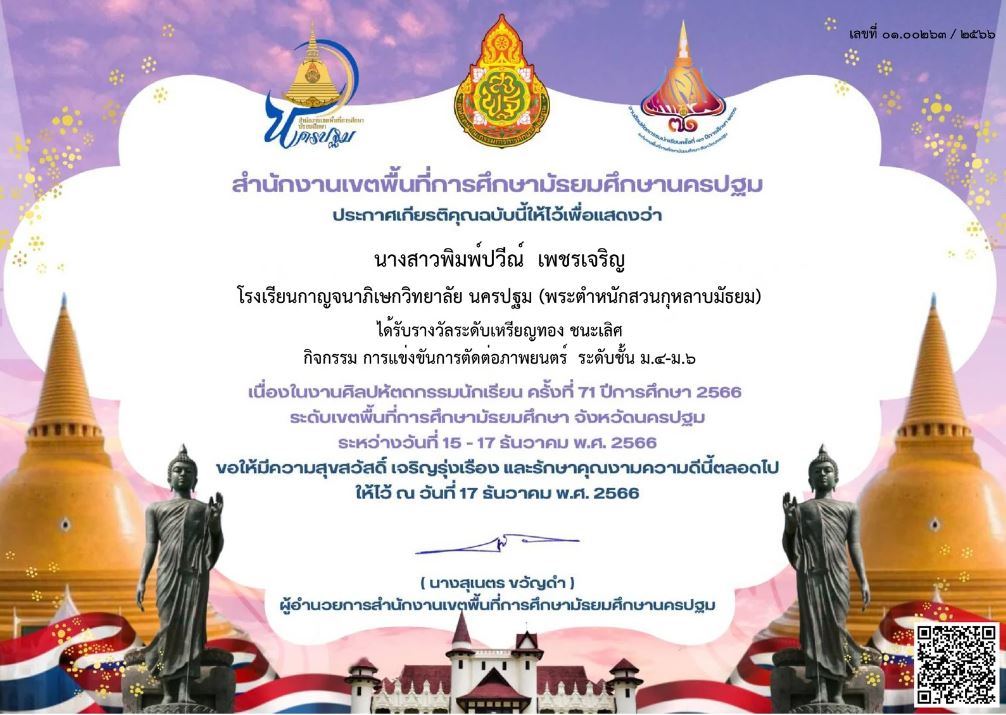 เลขที่ ๐๑.๐๐๒๖๓ / ๒๕๖๖
นครปฐม
สำนักงานเขตพื้นที่การศึกษามัธยมศึกษานครปฐม
ประกาศเกียรติคุณฉบับนี้ให้ไว้เพื่อแสดงว่า
นางสาวพิมพ์ปวีณ์ เพชรเจริญ
โรงเรียนกาญจนาภิเษกวิทยาลัย นครปฐม (พระตำหนักสวนกุหลาบมัธยม)
ได้รับรางวัลระดับเหรียญทอง ชนะเลิศ
กิจกรรม การแข่งขันการตัดต่อภาพยนตร์ ระดับชั้น ม.๔-ม.๖
เนื่องในงานศิลปหัตถกรรมนักเรียน ครั้งที่ 71 ปีการศึกษา 2566
ระดับเขตพื้นที่การศึกษามัธยมศึกษา จังหวัดนครปฐม
ระหว่างวันที่ 15 - 17 ธันวาคม พ.ศ. 2566
ขอให้มีความสุขสวัสดิ์ เจริญรุ่งเรือง และรักษาคุณงามความดีนี้ตลอดไป
ให้ไว้ ณ วันที่ 17 ธันวาคม พ.ศ. 2566
( นางสุเนตร ขวัญดำ )
ผู้อำนวยการสำนักงานเขตพื้นที่การศึกษามัธยมศึกษานครปฐม